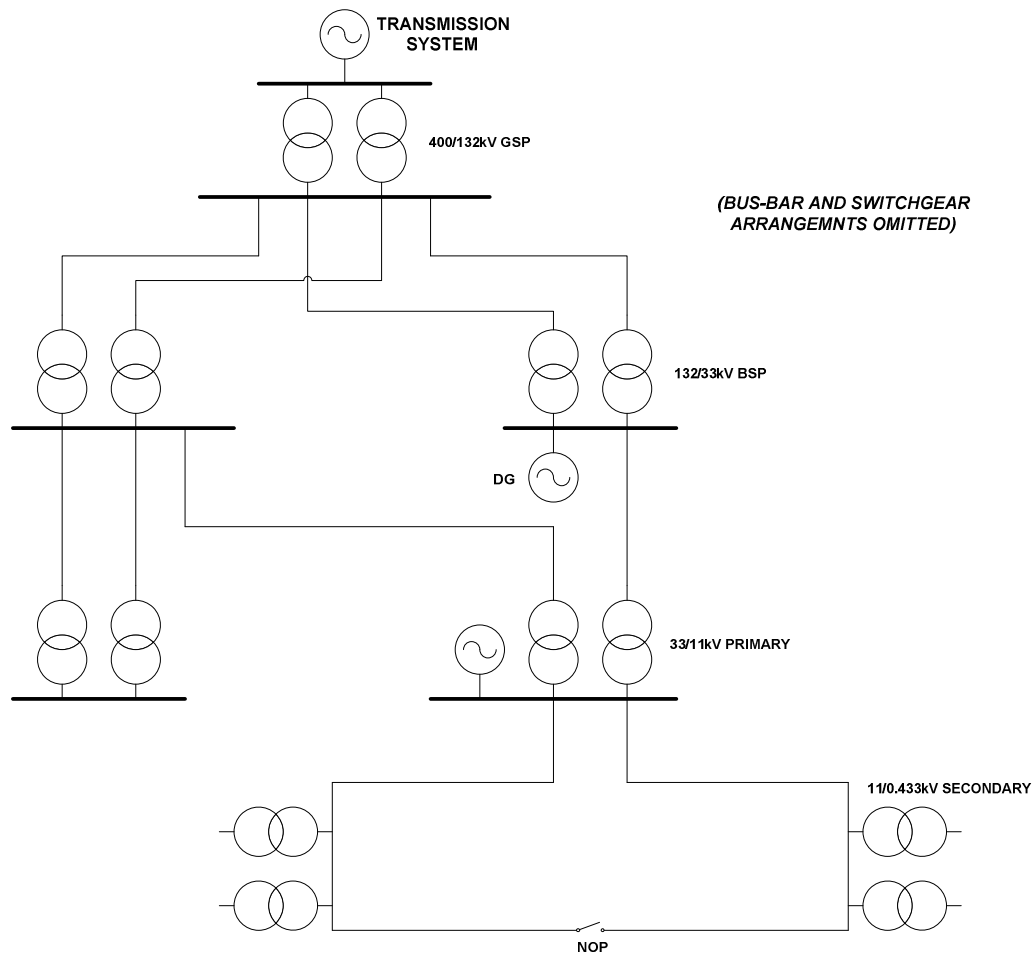 TRANSMISSION
SYSTEM
400/132kV GSP
(BUS-BAR AND SWITCHGEAR
ARRANGEMNTS OMITTED)
132/33kV BSP
DG
33/11kV PRIMARY
11/0.433kV SECONDARY
NOP